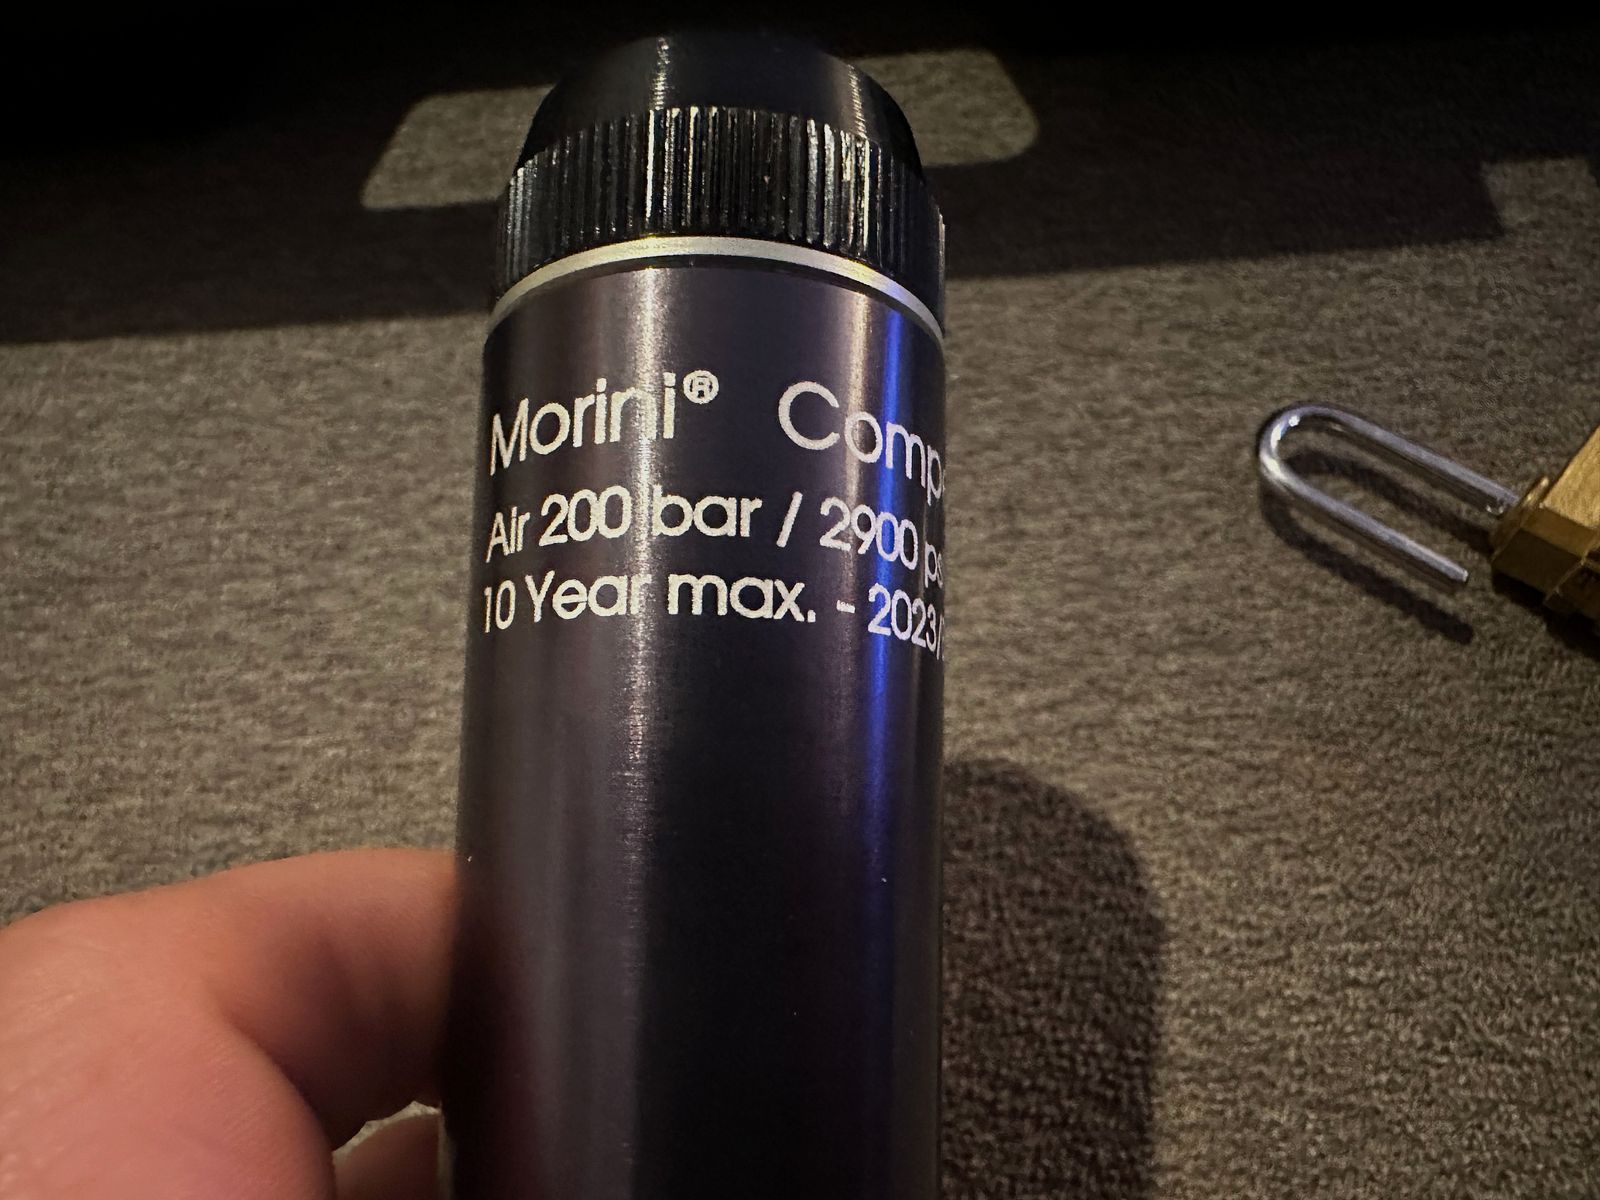 Morini® Comp
Air 200 bar / 2900 ps
10 Year max. - 2023/